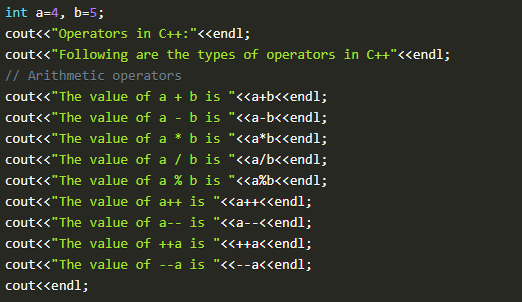 int a=4, b=5;
cout<<"Operators in C++:"<<endl;
cout<<"Following are the types of operators in C++"<<endl;
// Arithmetic operators
cout<<"The value of a + b is "<<a+b<<endl;
cout<<"The value of a - b is "<<a-b<<endl;
cout<<"The value of a * b is "<<a*b<<endl;
cout<<"The value of a / b is "<<a/b<<endl;
cout<<"The value of a % b is "<<a%b<<endl;
cout<<"The value of a++ is "<<a++<<endl;
cout<<"The value of a-- is "<<a--<<endl;
cout<<"The value of ++a is "<<++a<<endl;
cout<<"The value of --a is "<<--a<<endl;
cout<<endl;